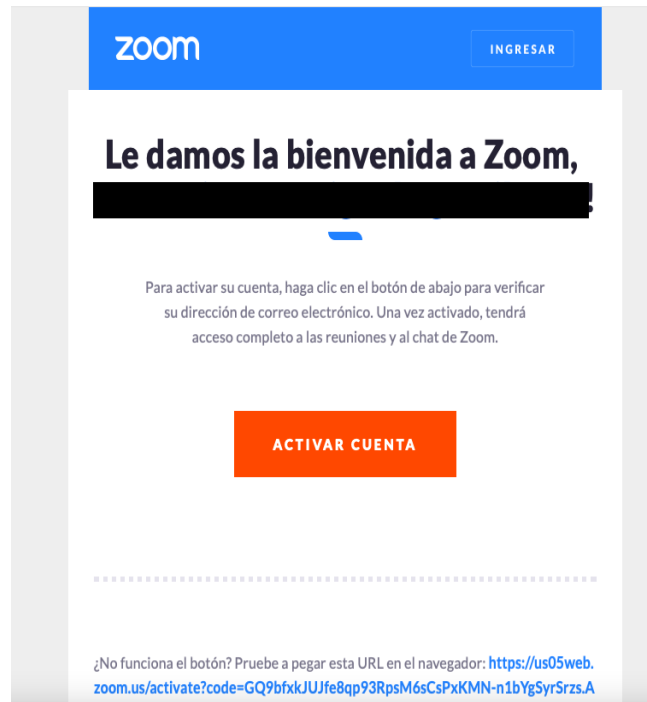 zoom
INGRESAR
Le damos la bienvenida a Zoom,
!
Para activar su cuenta, haga clic en el botón de abajo para verificar
su dirección de correo electrónico. Una vez activado, tendrá
acceso completo a las reuniones y al chat de Zoom.
ACTIVAR CUENTA
¿No funciona el botón? Pruebe a pegar esta URL en el navegador: https://us05web.
zoom.us/activate?code=GQ9bfxkJUJfe8qp93RpsM6sCsPxKMN-n1bYgSyrSrzs.A